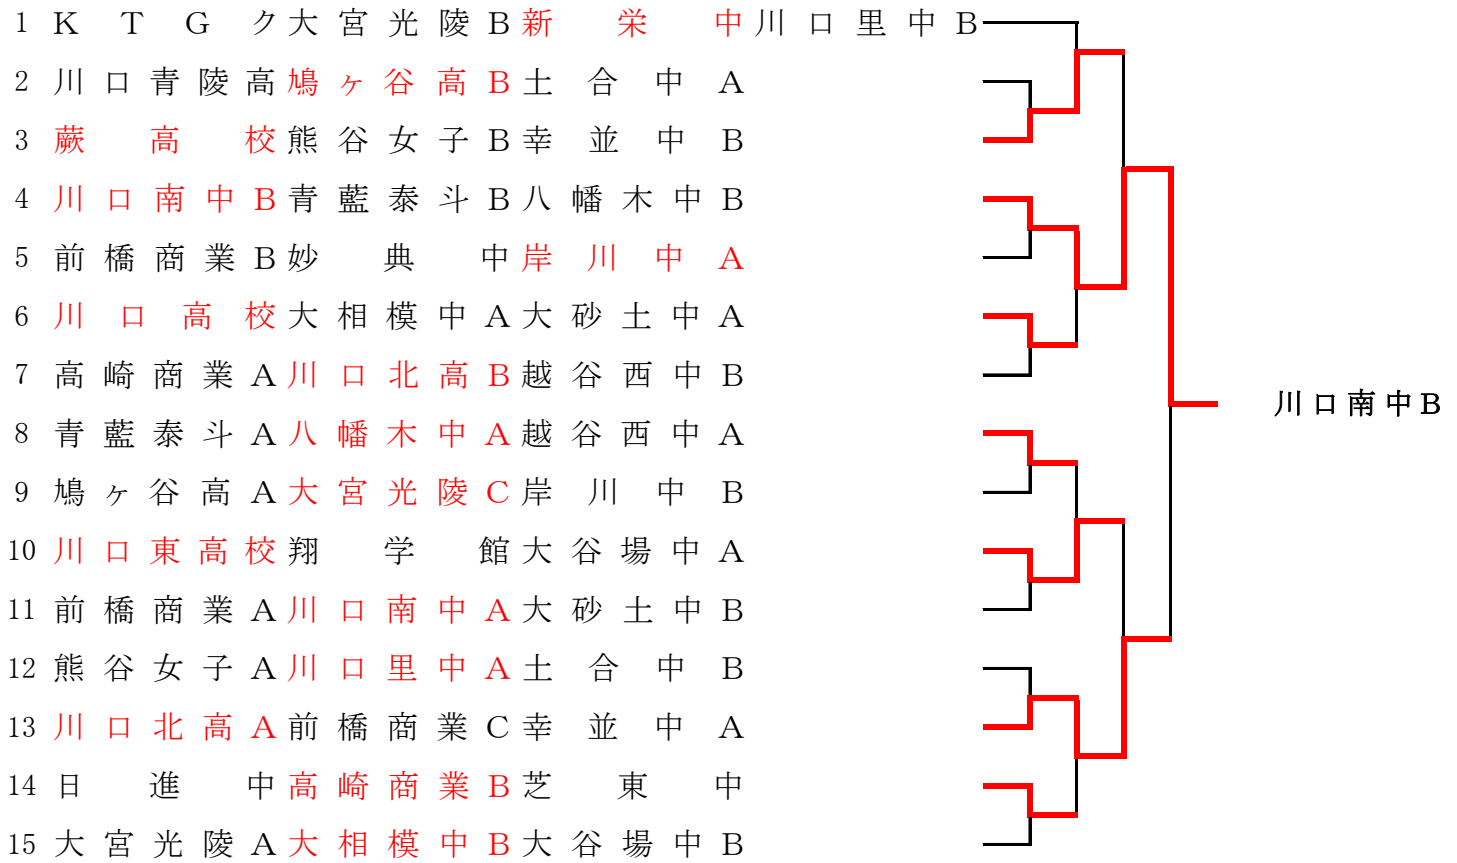 1 KTGク 大宮光陵B 新栄中 川口里中B
2 川口青陵高 鳩ヶ谷高B 土合中A
3 蕨高校 熊谷女子B 幸並中B
4 川口南中B 青藍泰斗B 八幡木中B
5 前橋商業B 妙典中 岸川中A
6 川口高校 大相模中A 大砂土中A
7 高崎商業A 川口北高B 越谷西中B
川口南中B
8 青藍泰斗A 八幡木中A 越谷西中A
9 鳩ヶ谷高A 大宮光陵C 岸川中B
10 川口東高校 翔学館 大谷場中A
11 前橋商業A 川口南中A 大砂土中B
12 熊谷女子A 川口里中A 土合中B
13 川口北高A 前橋商業C 幸並中A
14 日進中 高崎商業B 芝東中
15 大宮光陵A 大相模中B 大谷場中B